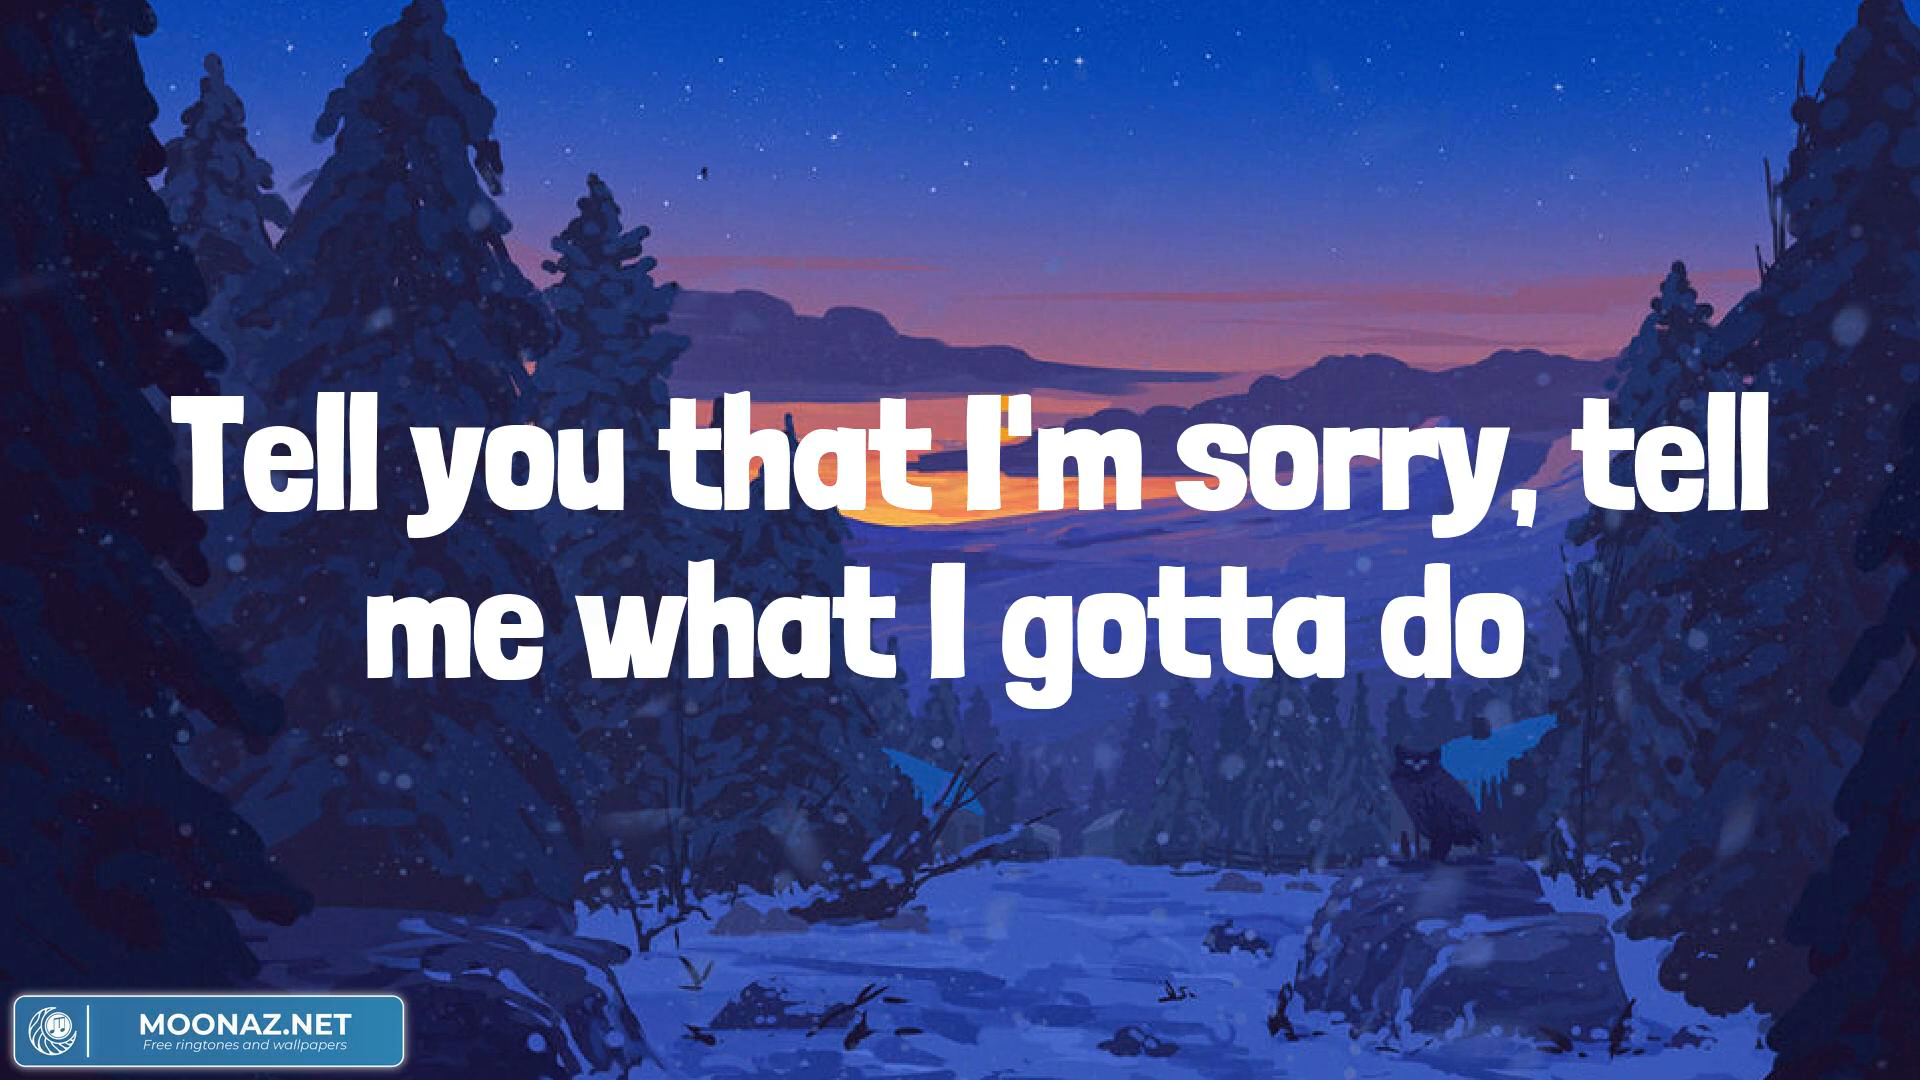 Tell you that I'm sorry, tell
me what I gotta do
MOONAZ.NET
Free ringtones and wallpapers